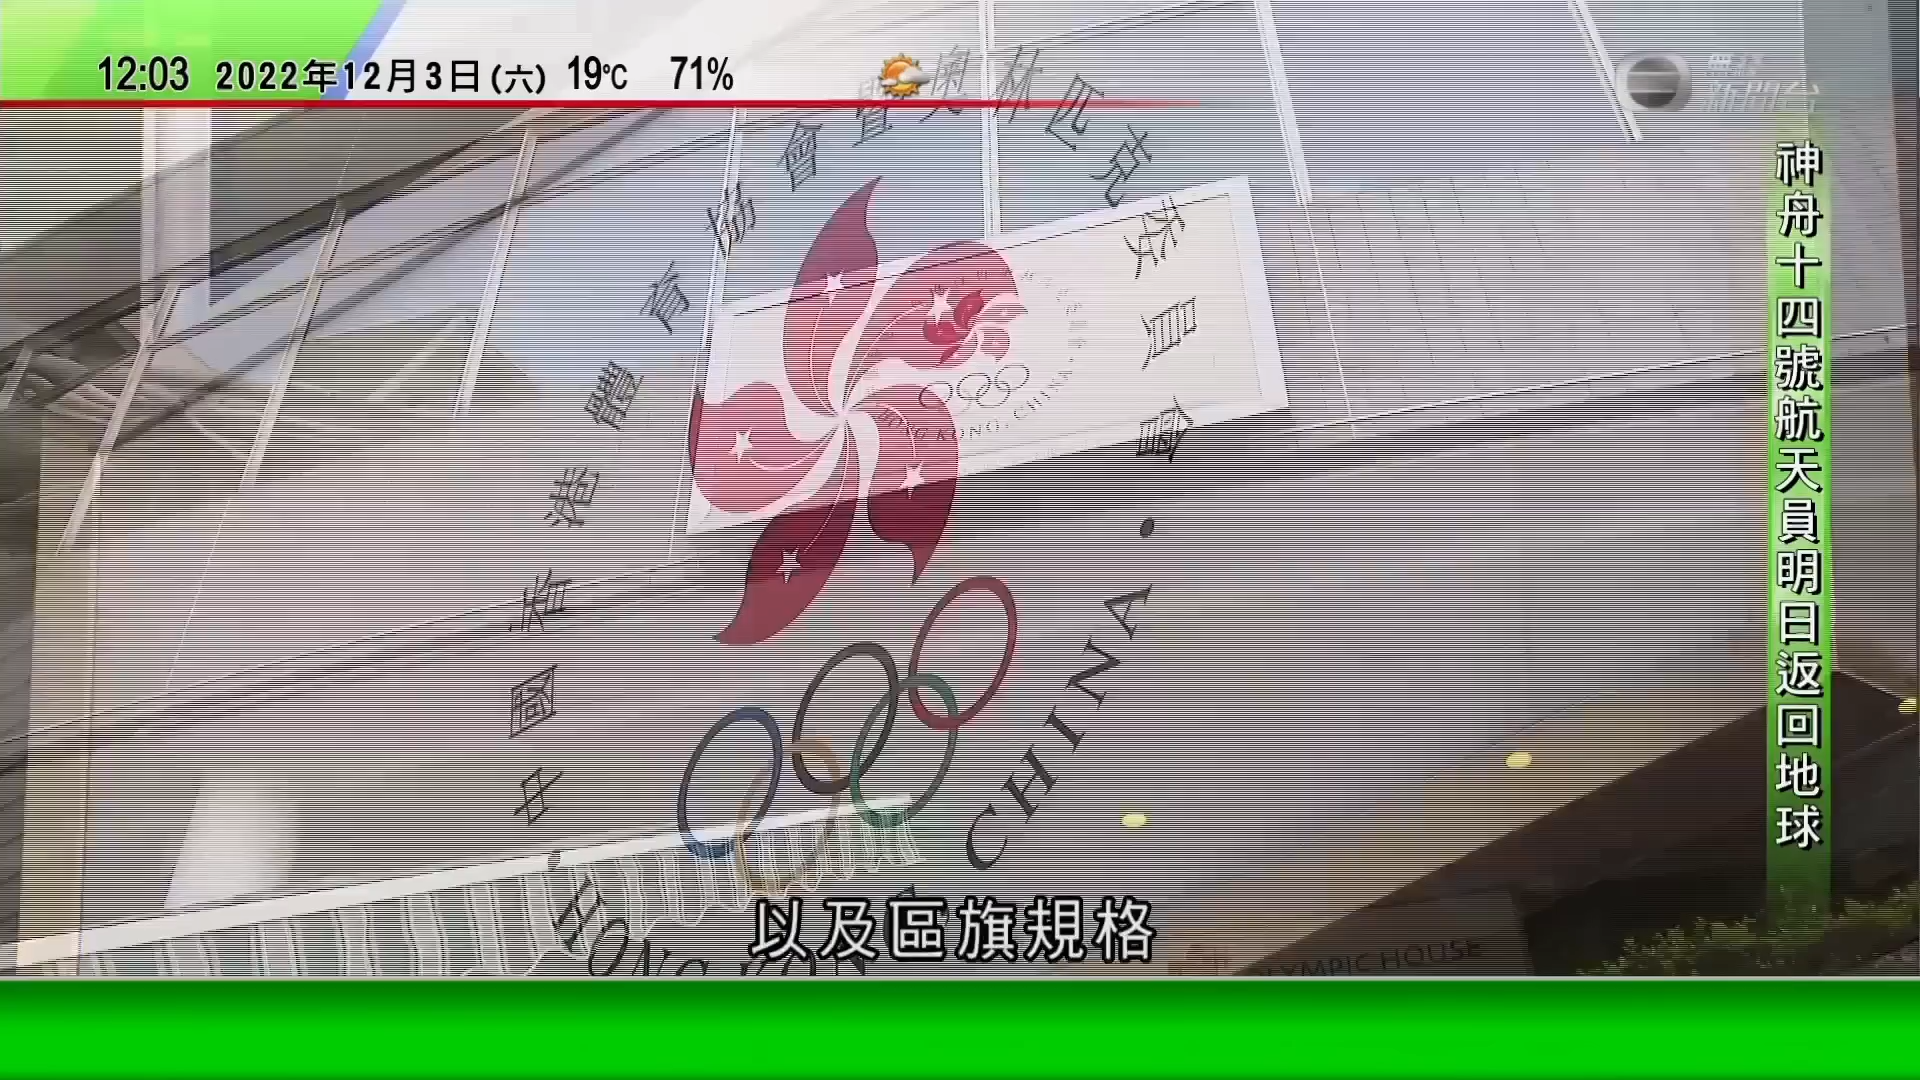 12:03 2022年12月3日(六) 19℃ 71%
無綫
新聞台
神舟十四號航天員明日返回地球
中國香港體育協會暨奧林匹克委員會
HONG KONG, CHINA
HONG KONG CHINA
OLYMPIC HOUSE
以及區旗規格